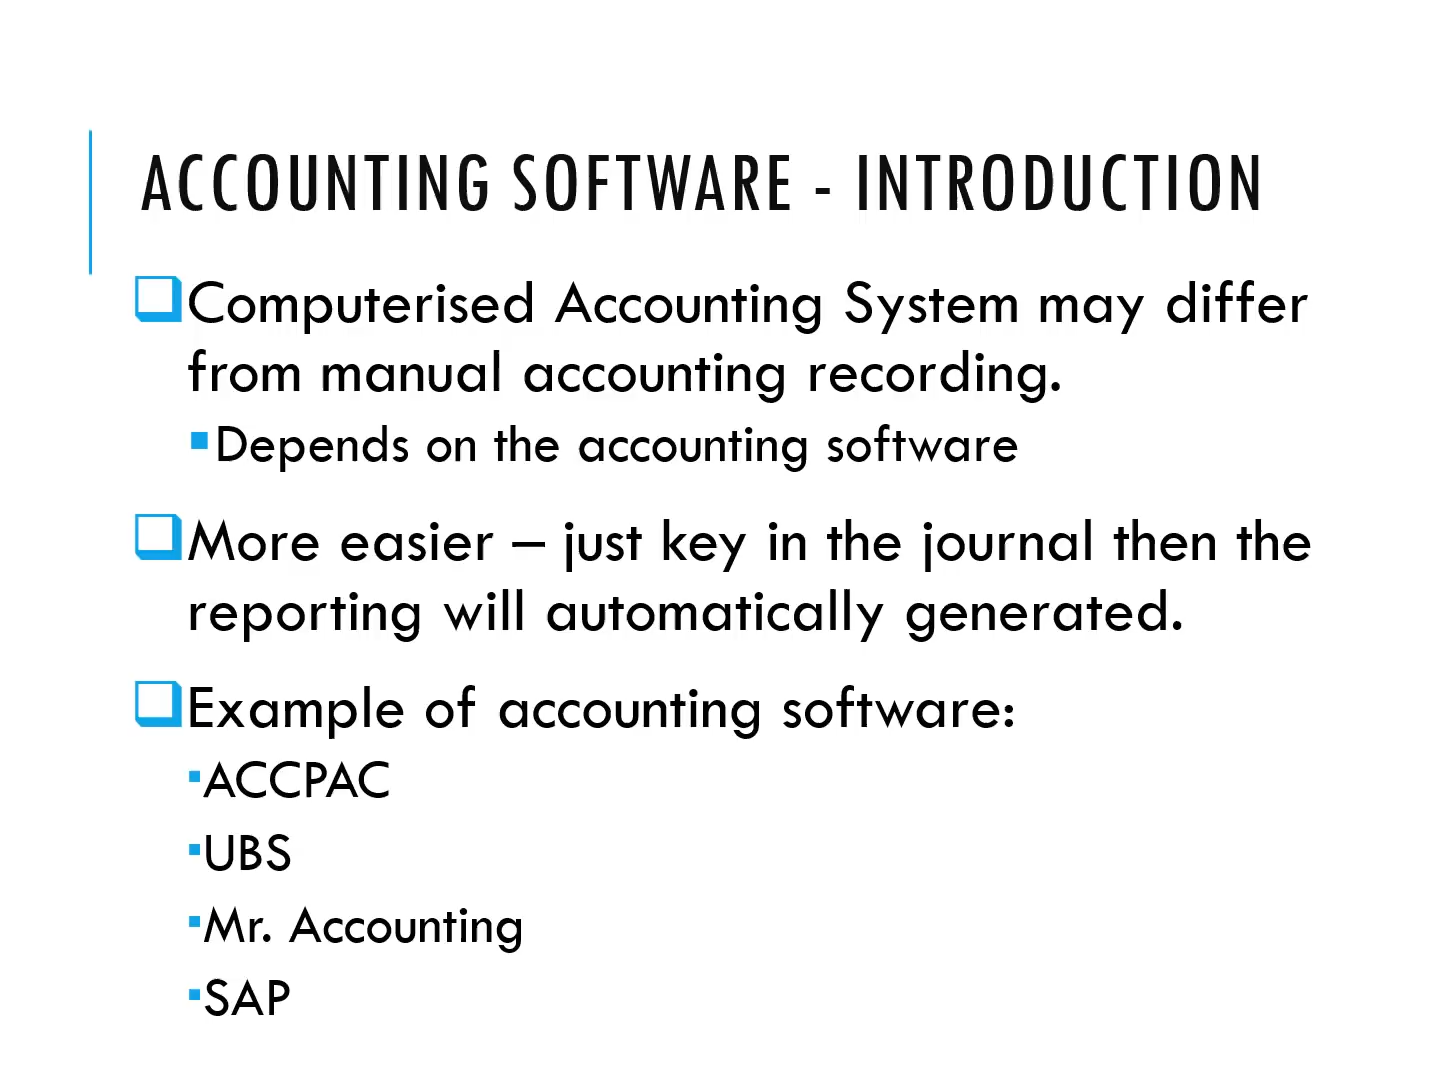 ACCOUNTING SOFTWARE - INTRODUCTION
Computerised Accounting System may differ
from manual accounting recording.
Depends on the accounting software
More easier – just key in the journal then the
reporting will automatically generated.
Example of accounting software:
ACCPAC
UBS
Mr. Accounting
SAP